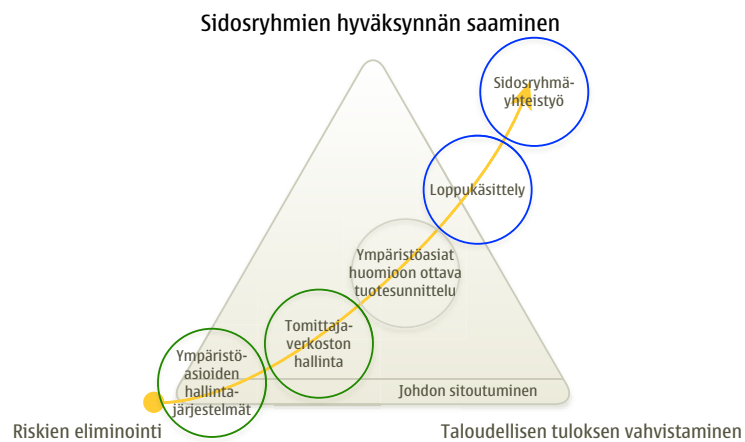 Sidosryhmien hyväksynnän saaminen
Sidosryhmä-
yhteistyö
Loppukäsittely
Ympäristöasiat
huomioon ottava
tuotesunnittelu
Tomittaja-
verkoston
hallinta
Ympäristö-
asioiden
hallinta-
järjestelmät
Johdon sitoutuminen
Riskien eliminointi
Taloudellisen tuloksen vahvistaminen